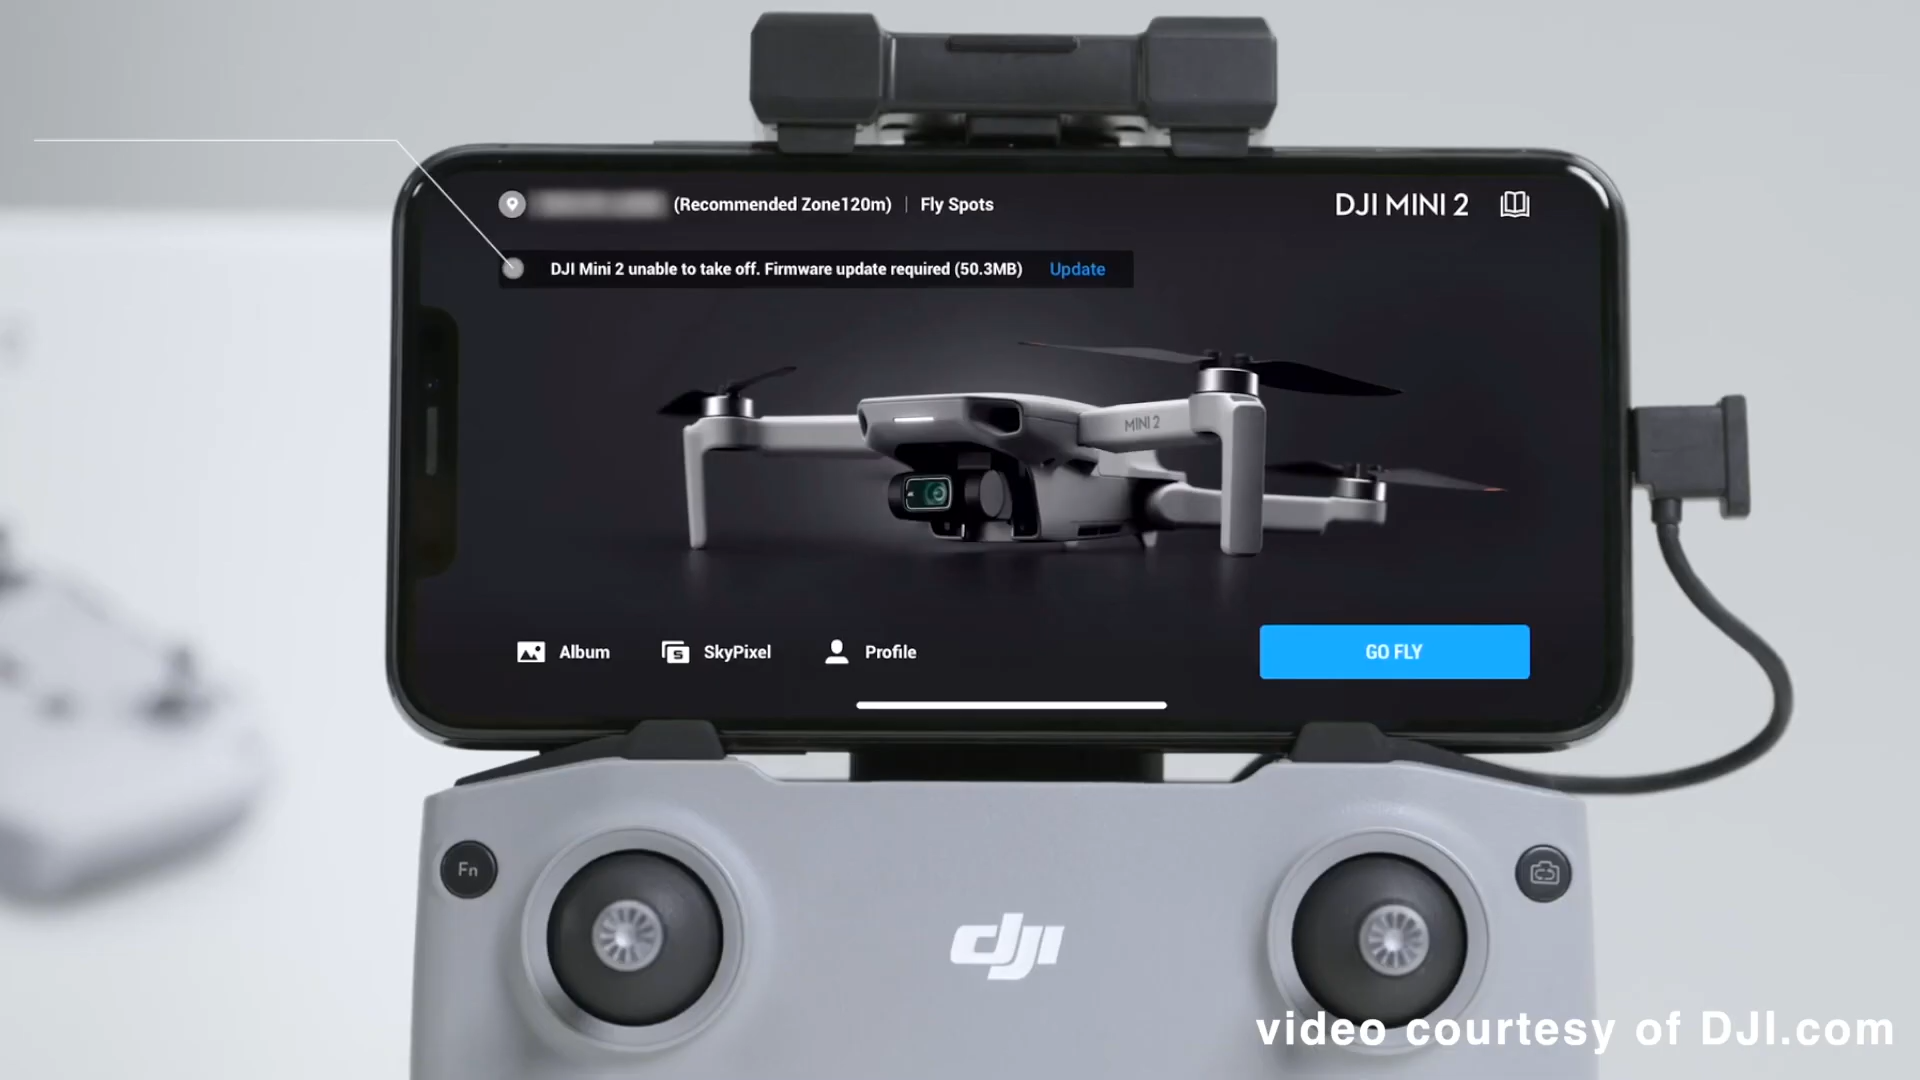 (Recommended Zone120m) | Fly Spots
DJI MINI 2
DJI Mini 2 unable to take off. Firmware update required (50.3MB) Update
MINI 2
Album
SkyPixel
Profile
GO FLY
Fn
dji
video courtesy of DJI.com